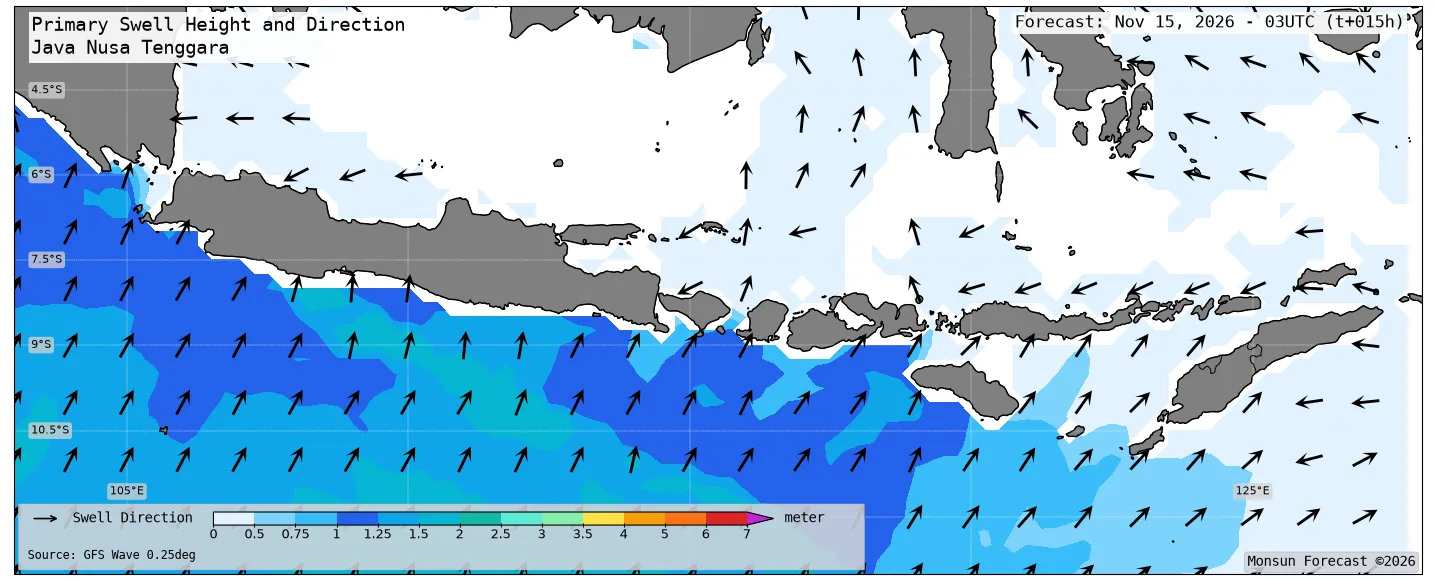 Primary Swell Height and Direction
Java Nusa Tenggara
Forecast: Nov 15, 2026 - 03UTC (t+015h)
4.5°S
6°S
7.5°S
9°S
10.5°S
105°E
125°E
Swell Direction
0 0.5 0.75 1 1.25 1.5 2 2.5 3 3.5 4 5 6 7
meter
Source: GFS Wave 0.25deg
Monsun Forecast ©2026